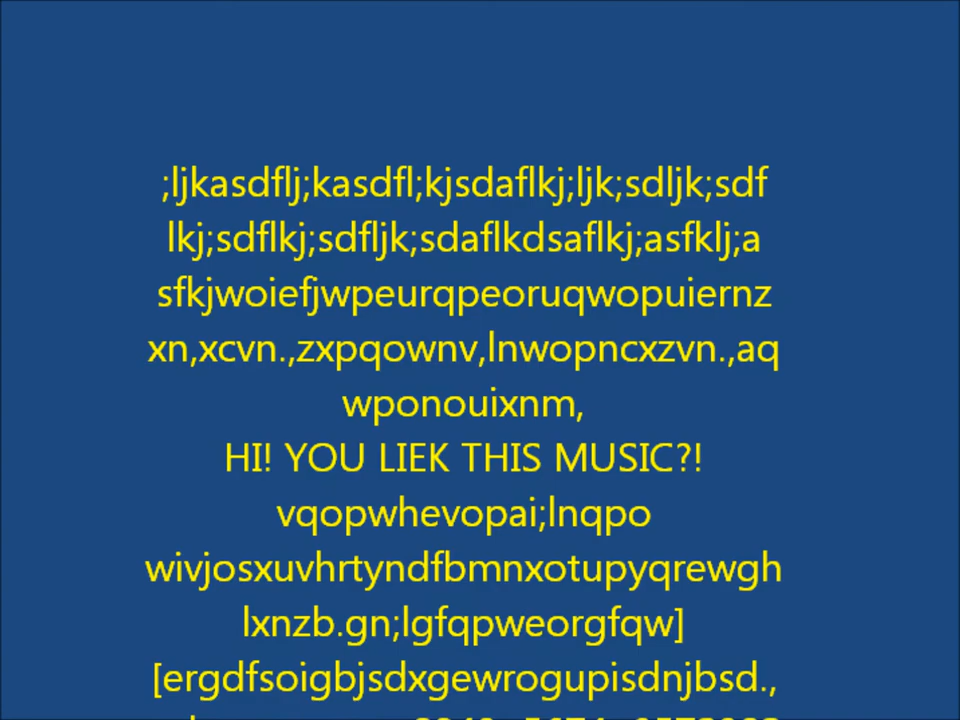 ;ljkasdflj;kasdfl;kjsdaflkj;ljk;sdljk;sdf
lkj;sdflkj;sdfljk;sdaflkdsaflkj;asfklj;a
sfkjwoiefjwpeurqpeoruqwopuiernz
xn,xcvn.,zxpqownv,lnwopncxzvn.,aq
wponouixnm,
HI! YOU LIEK THIS MUSIC?!
vqopwhevopai;lnqpo
wivjosxuvhrtyndfbmnxotupyqrewgh
lxnzb.gn;lgfqpweorgfqw]
[ergdfsoigbjsdxgewrogupisdnjbsd.,